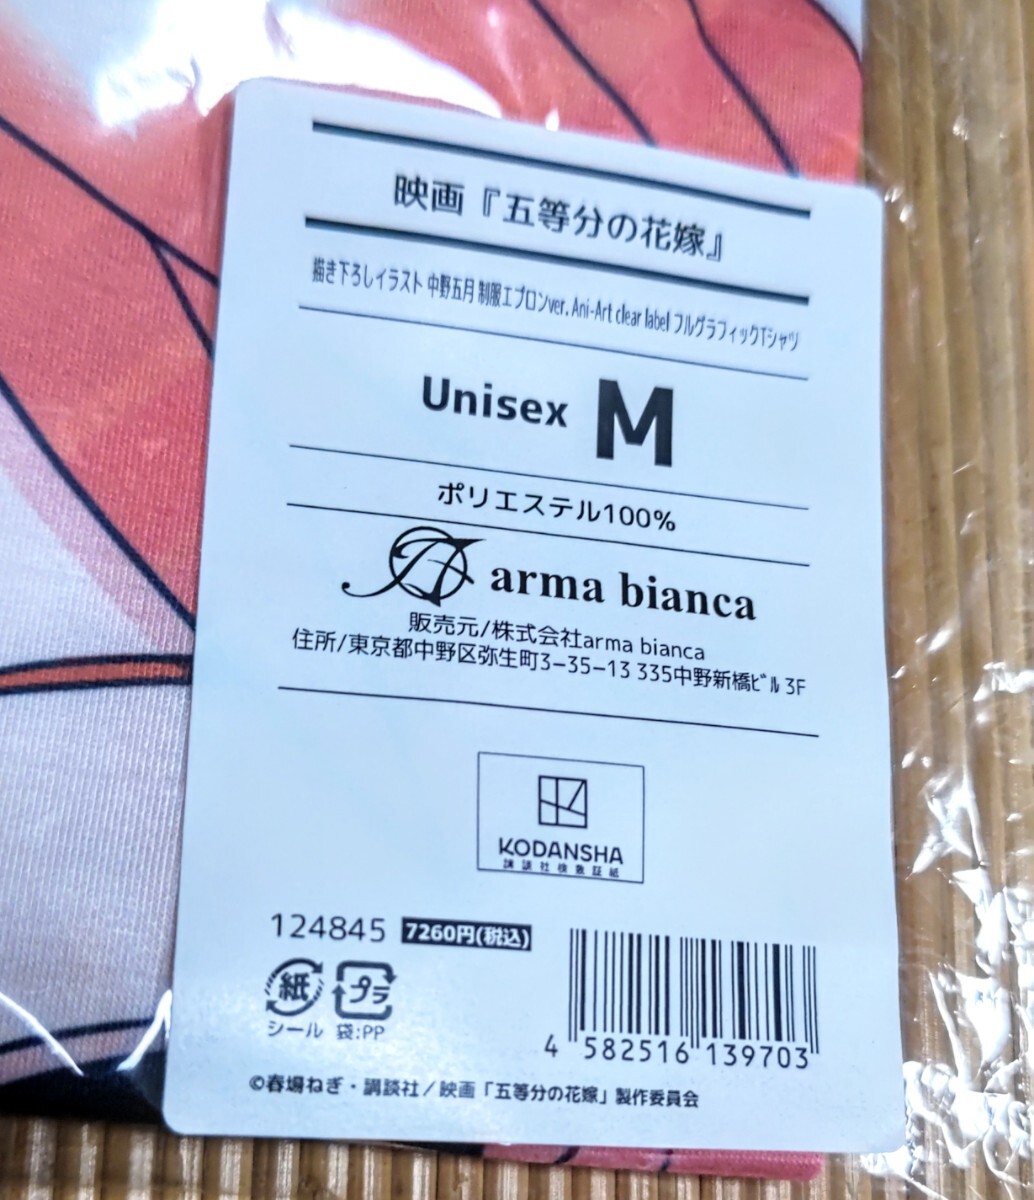 映画『五等分の花嫁』
描き下ろしイラスト 中野五月 制服エプロンver. Ani-Art clear label フルグラフィックTシャツ
Unisex M
ポリエステル100%
arma bianca
販売元/株式会社arma bianca
住所/東京都中野区弥生町3-35-13 335中野新橋ビル 3F
KODANSHA
講談社検数証紙
124845 7260円(税込)
紙 プラ
シール 袋:PP
4 582516 139703
©春場ねぎ・講談社/映画「五等分の花嫁」製作委員会